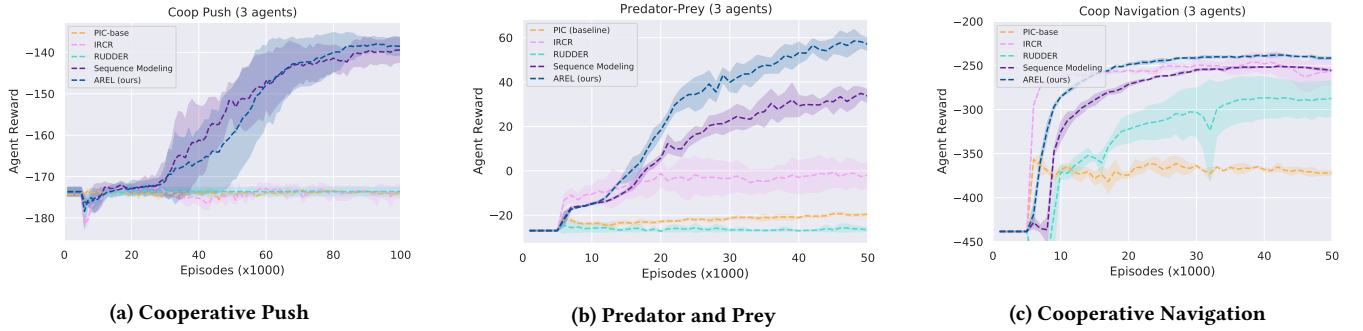 Coop Push (3 agents)
Agent Reward
−140
−150
−160
−170
−180
PIC-base
IRCR
RUDDER
Sequence Modeling
AREL (ours)
0 20 40 60 80 100
Episodes (x1000)
(a) Cooperative Push
Predator-Prey (3 agents)
Agent Reward
60
40
20
0
−20
PIC (baseline)
IRCR
RUDDER
Sequence Modeling
AREL (ours)
0 10 20 30 40 50
Episodes (x1000)
(b) Predator and Prey
Coop Navigation (3 agents)
Agent Reward
−200
−250
−300
−350
−400
−450
PIC-base
IRCR
RUDDER
Sequence Modeling
AREL (ours)
0 10 20 30 40 50
Episodes (x1000)
(c) Cooperative Navigation